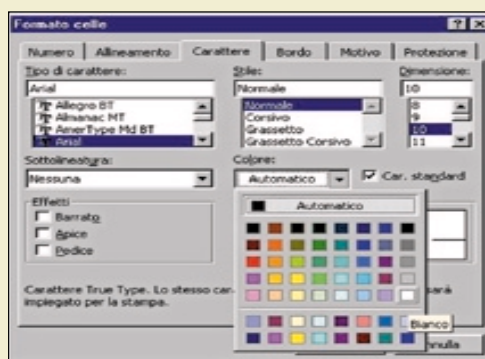 Formato celle
Numero Allineamento Carattere Bordo Motivo Protezione
Tipo di carattere: Stile: Dimensione:
Arial Normale 10
Allegro BT Normale 8
Almanac MT Corsivo 9
AmerType Md BT Grassetto 10
Arial Grassetto Corsivo 11
Sottolineatura: Colore:
Nessuna Automatico Car. standard
Effetti Automatico
Barrato
Apice
Pedice
Carattere True Type. Lo stesso car sarà
impiegato per la stampa.
Bianco
nnulla